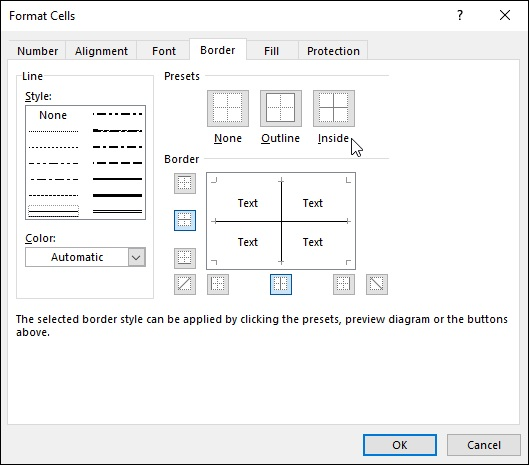 Format Cells
?
Number Alignment Font Border Fill Protection
Line
Style:
None
Color:
Automatic
Presets
None Outline Inside
Border
Text Text
Text Text
The selected border style can be applied by clicking the presets, preview diagram or the buttons
above.
OK Cancel